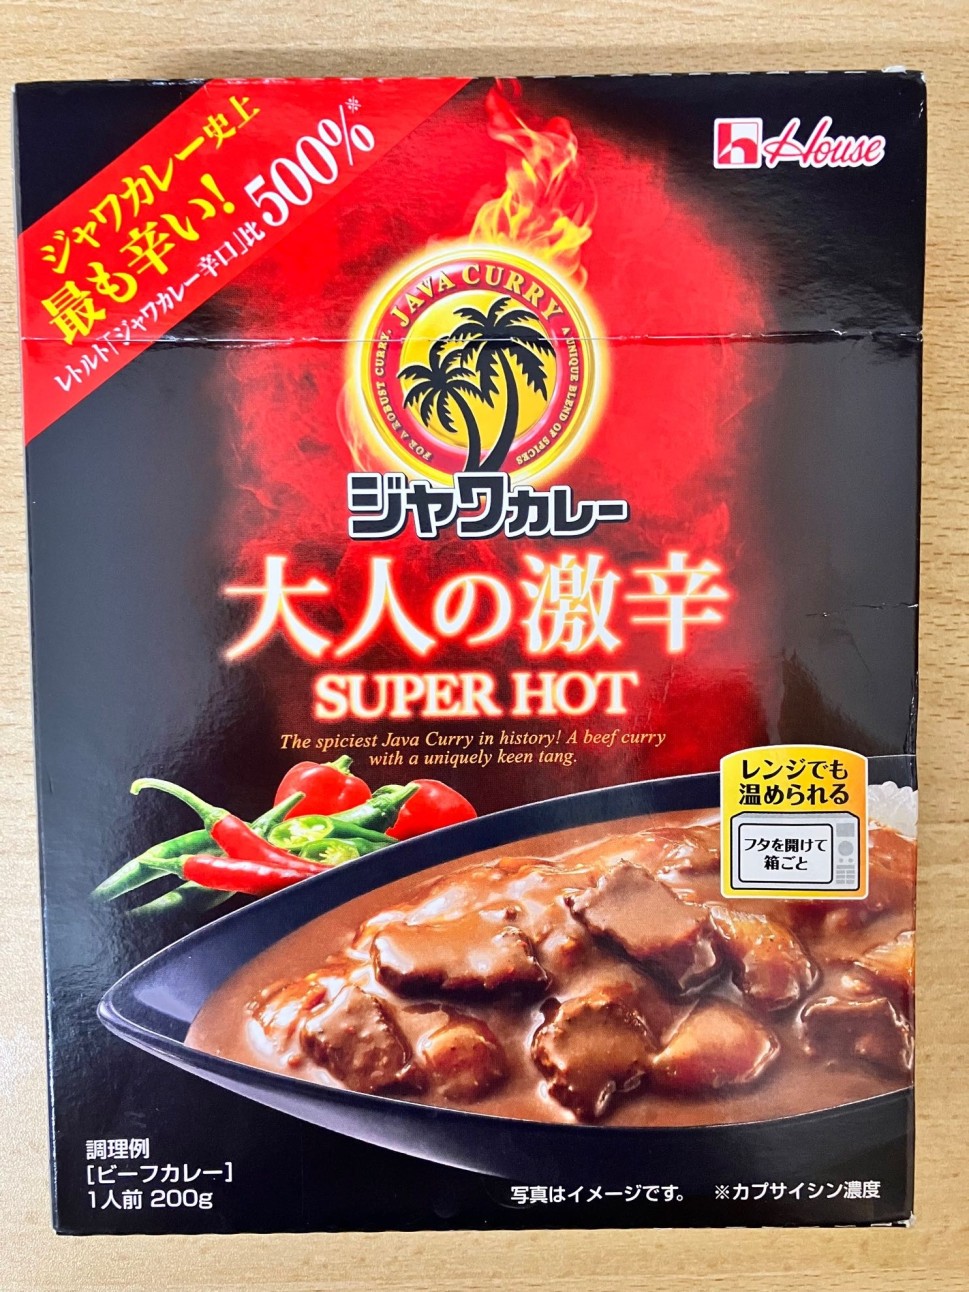 ジャワカレー史上
最も辛い!
レトルト「ジャワカレー辛口」比500%※
House
JAVA CURRY
FOR A ROBUST CURRY.
A UNIQUE BLEND OF SPICES
ジャワカレー
大人の激辛
SUPER HOT
The spiciest Java Curry in history! A beef curry
with a uniquely keen tang.
レンジでも
温められる
フタを開けて
箱ごと
調理例
[ビーフカレー]
1人前 200g
写真はイメージです。 ※カプサイシン濃度